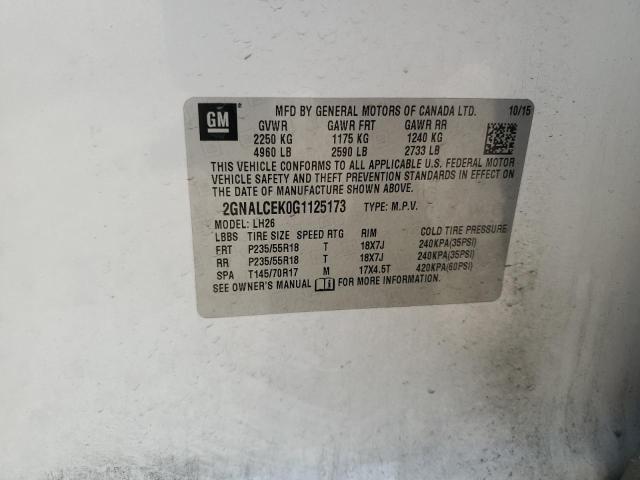 GM
MFD BY GENERAL MOTORS OF CANADA LTD. 10/15
GVWR GAWR FRT GAWR RR
2250 KG 1175 KG 1240 KG
4960 LB 2590 LB 2733 LB
THIS VEHICLE CONFORMS TO ALL APPLICABLE U.S. FEDERAL MOTOR
VEHICLE SAFETY AND THEFT PREVENTION STANDARDS IN EFFECT ON
THE DATE OF MANUFACTURE SHOWN ABOVE.
2GNALCEK0G1125173 TYPE: M.P.V.
MODEL: LH26
LBBS TIRE SIZE SPEED RTG RIM COLD TIRE PRESSURE
FRT P235/55R18 T 18X7J 240KPA(35PSI)
RR P235/55R18 T 18X7J 240KPA(35PSI)
SPA T145/70R17 M 17X4.5T 420KPA(60PSI)
SEE OWNER'S MANUAL FOR MORE INFORMATION.